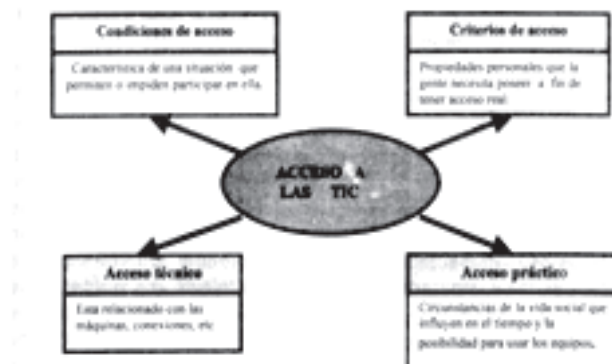 Condiciones de acceso
Característica de una situación que
permiten o impiden participar en ella.
Criterios de acceso
Propiedades personales que la
gente necesita poseer a fin de
tener acceso real
ACCESO A
LAS TIC
Acceso técnico
Esta relacionado con las
máquinas, conexiones, etc
Acceso práctico
Circunstancias de la vida social que
influyen en el tiempo y la
posibilidad para usar los equipos.